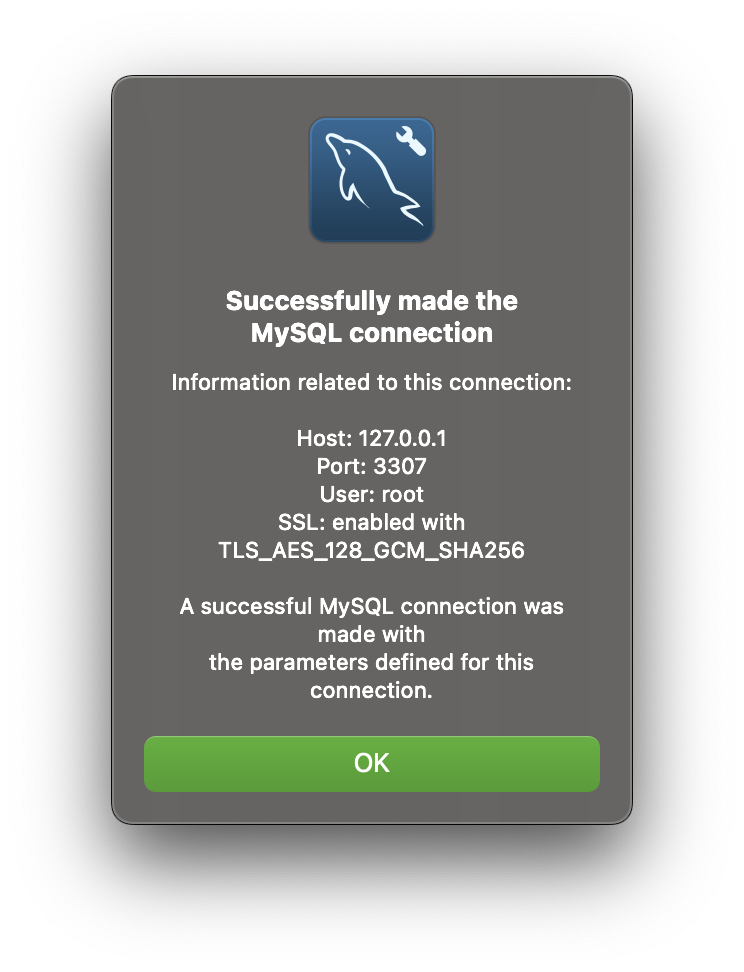 Successfully made the
MySQL connection
Information related to this connection:
Host: 127.0.0.1
Port: 3307
User: root
SSL: enabled with
TLS_AES_128_GCM_SHA256
A successful MySQL connection was
made with
the parameters defined for this
connection.
OK